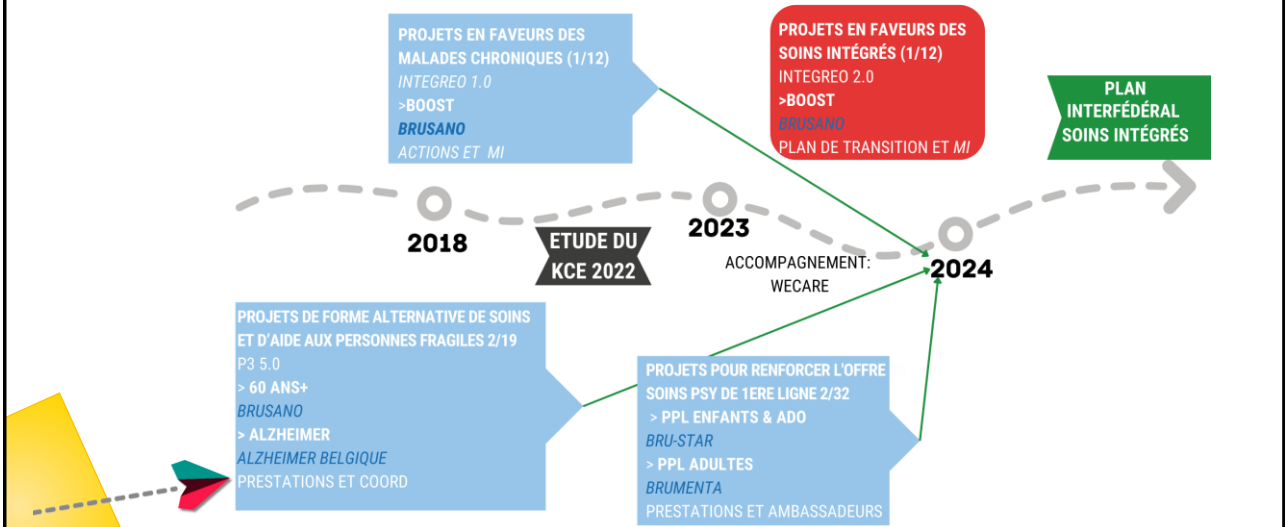 PROJETS EN FAVEURS DES
MALADES CHRONIQUES (1/12)
INTEGREO 1.0
>BOOST
BRUSANO
ACTIONS ET MI
PROJETS EN FAVEURS DES
SOINS INTÉGRÉS (1/12)
INTEGREO 2.0
>BOOST
BRUSANO
PLAN DE TRANSITION ET MI
PLAN
INTERFÉDÉRAL
SOINS INTÉGRÉS
2018
ETUDE DU
KCE 2022
2023
ACCOMPAGNEMENT:
WECARE
2024
PROJETS DE FORME ALTERNATIVE DE SOINS
ET D'AIDE AUX PERSONNES FRAGILES 2/19
P3 5.0
> 60 ANS+
BRUSANO
> ALZHEIMER
ALZHEIMER BELGIQUE
PRESTATIONS ET COORD
PROJETS POUR RENFORCER L'OFFRE
SOINS PSY DE 1ERE LIGNE 2/32
> PPL ENFANTS & ADO
BRU-STAR
> PPL ADULTES
BRUMENTA
PRESTATIONS ET AMBASSADEURS